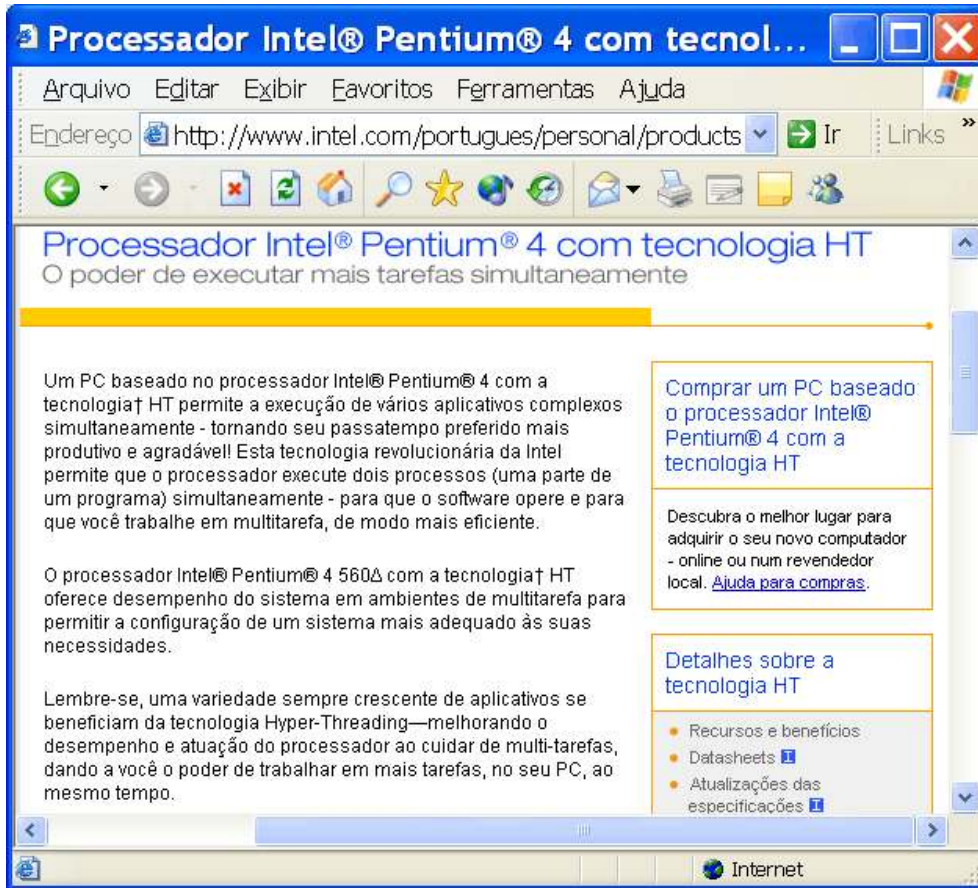 Processador Intel® Pentium® 4 com tecnol...
Arquivo Editar Exibir Favoritos Ferramentas Ajuda
Endereço http://www.intel.com/portugues/personal/products Ir Links »
Processador Intel® Pentium® 4 com tecnologia HT
O poder de executar mais tarefas simultaneamente
Um PC baseado no processador Intel® Pentium® 4 com a
tecnologia† HT permite a execução de vários aplicativos complexos
simultaneamente - tornando seu passatempo preferido mais
produtivo e agradável! Esta tecnologia revolucionária da Intel
permite que o processador execute dois processos (uma parte de
um programa) simultaneamente - para que o software opere e para
que você trabalhe em multitarefa, de modo mais eficiente.
O processador Intel® Pentium® 4 560Δ com a tecnologia† HT
oferece desempenho do sistema em ambientes de multitarefa para
permitir a configuração de um sistema mais adequado às suas
necessidades.
Lembre-se, uma variedade sempre crescente de aplicativos se
beneficiam da tecnologia Hyper-Threading—melhorando o
desempenho e atuação do processador ao cuidar de multi-tarefas,
dando a você o poder de trabalhar em mais tarefas, no seu PC, ao
mesmo tempo.
Comprar um PC baseado
o processador Intel®
Pentium® 4 com a
tecnologia HT
Descubra o melhor lugar para
adquirir o seu novo computador
- online ou num revendedor
local. Ajuda para compras.
Detalhes sobre a
tecnologia HT
Recursos e benefícios
Datasheets
Atualizações das
especificações
Internet